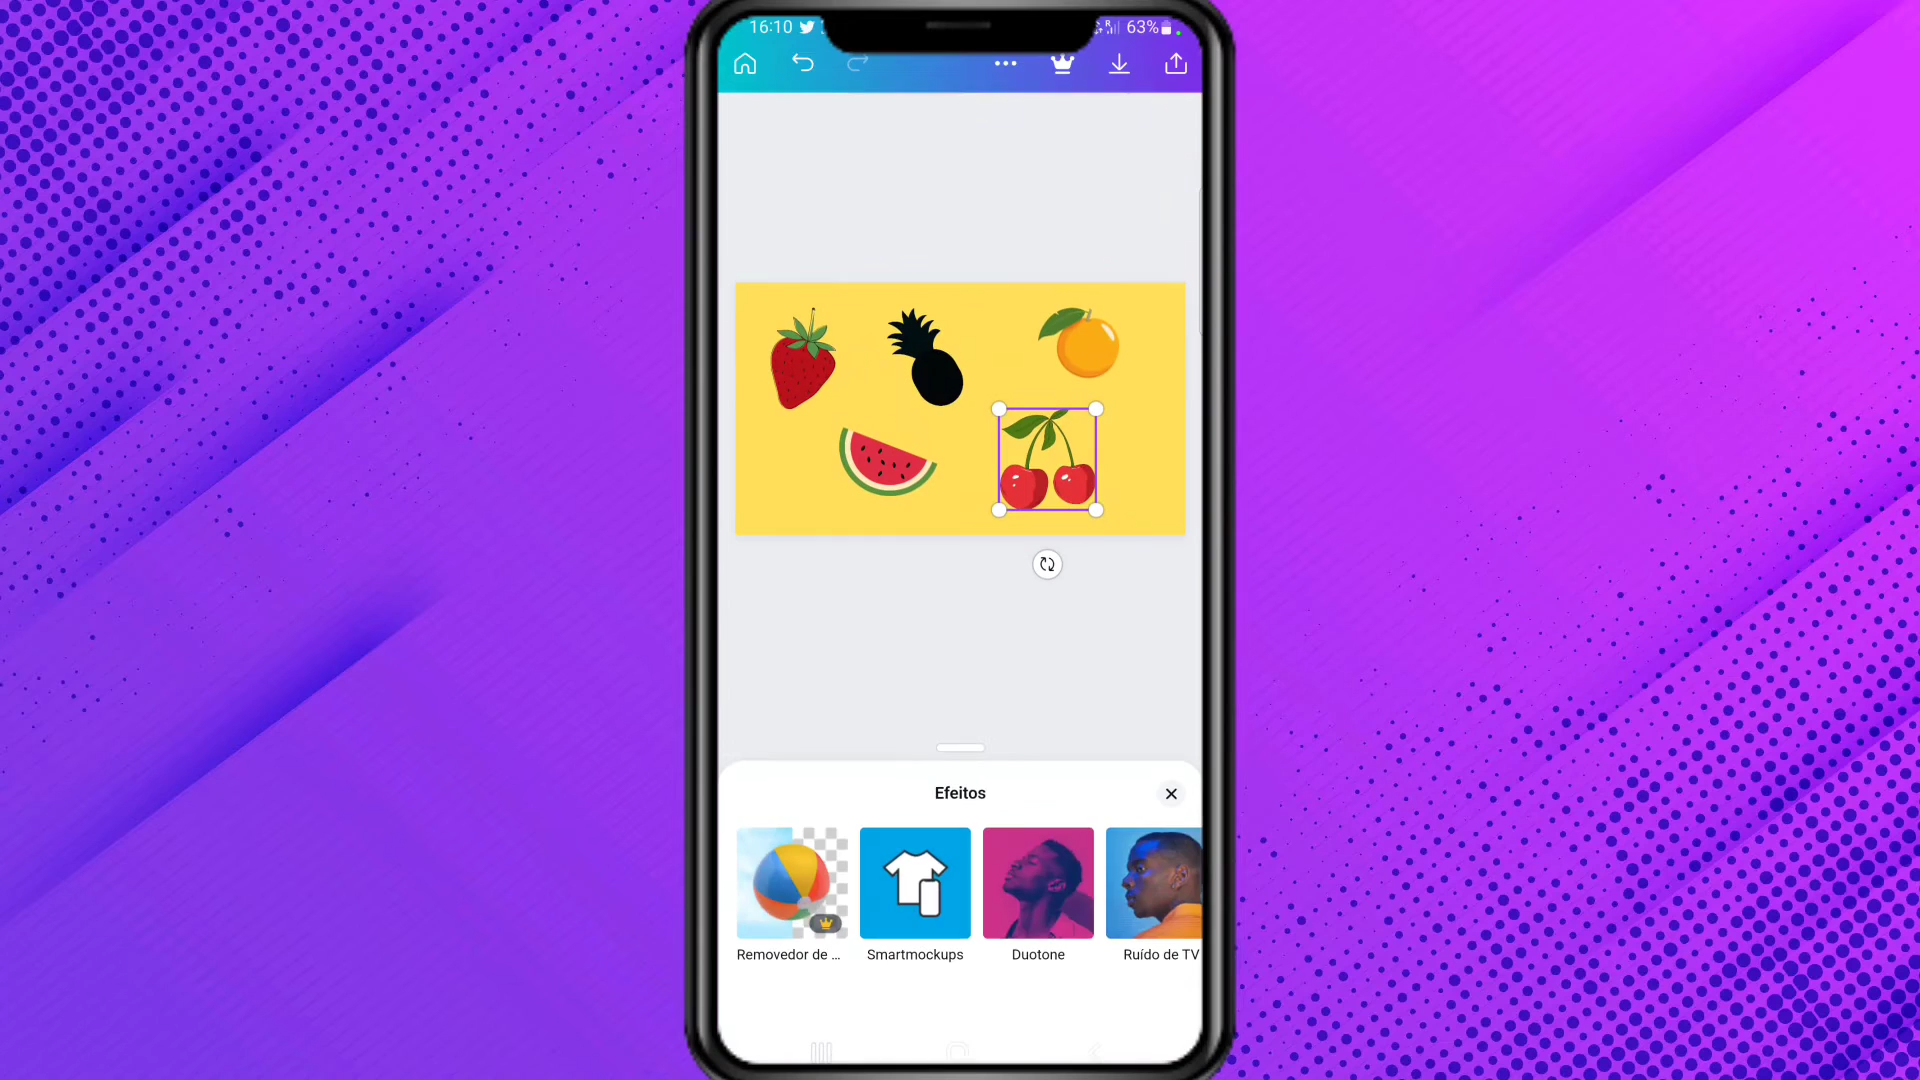 16:10
63%
Efeitos
Removedor de ...
Smartmockups
Duotone
Ruído de TV